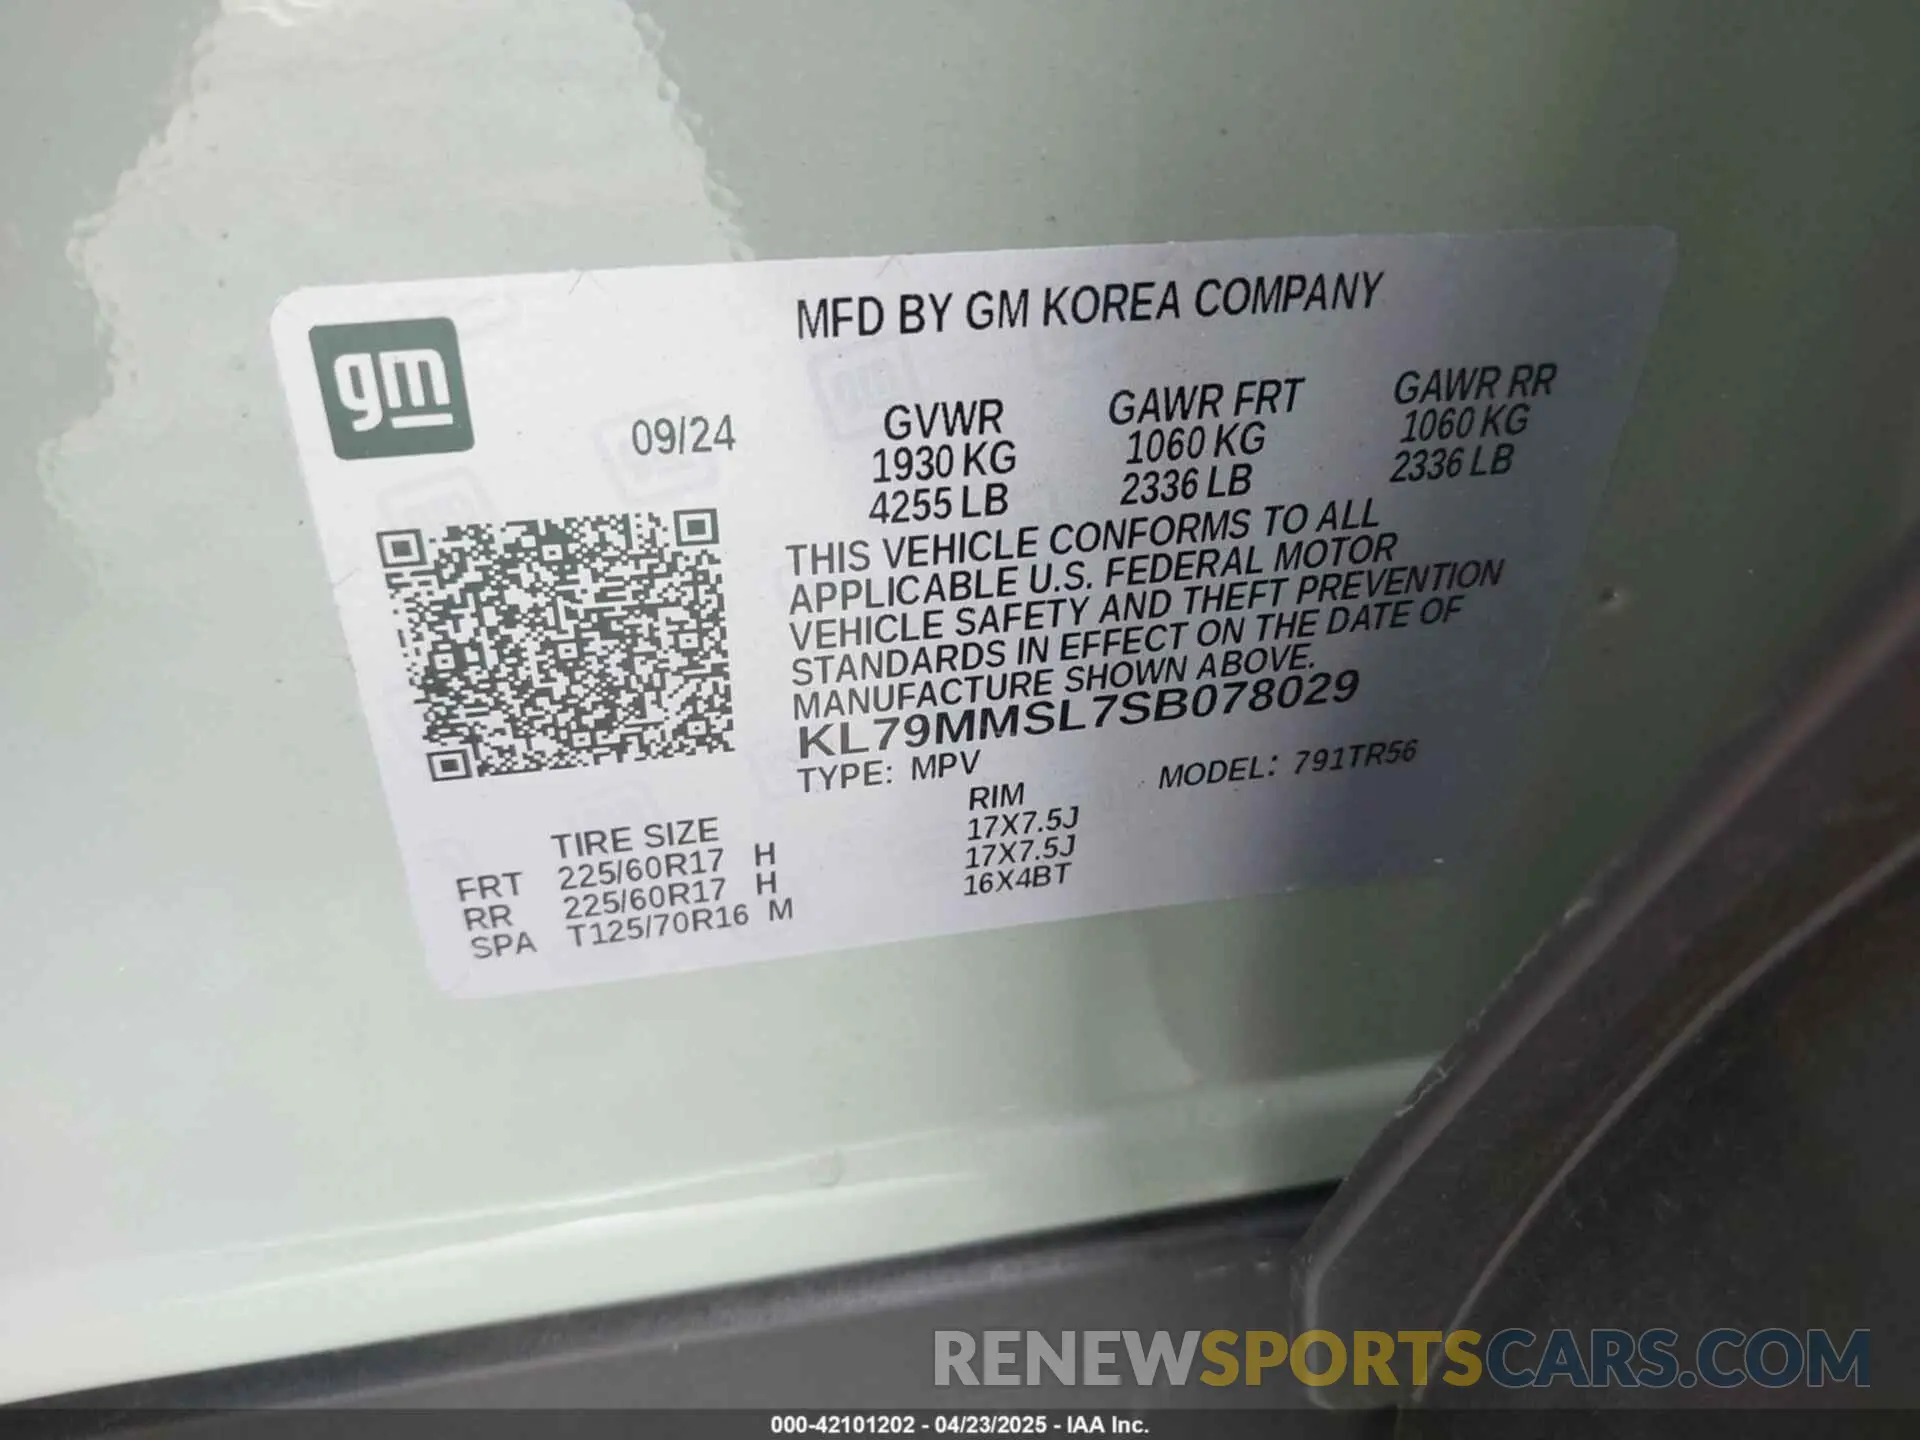 MFD BY GM KOREA COMPANY
gm
09/24
GVWR GAWR FRT GAWR RR
1930 KG 1060 KG 1060 KG
4255 LB 2336 LB 2336 LB
THIS VEHICLE CONFORMS TO ALL
APPLICABLE U.S. FEDERAL MOTOR
VEHICLE SAFETY AND THEFT PREVENTION
STANDARDS IN EFFECT ON THE DATE OF
MANUFACTURE SHOWN ABOVE.
KL79MMSL7SB078029
TYPE: MPV MODEL: 791TR56
TIRE SIZE RIM
FRT 225/60R17 H 17X7.5J
RR 225/60R17 H 17X7.5J
SPA T125/70R16 M 16X4BT
RENEWSPORTSCARS.COM
000-42101202 - 04/23/2025 - IAA Inc.